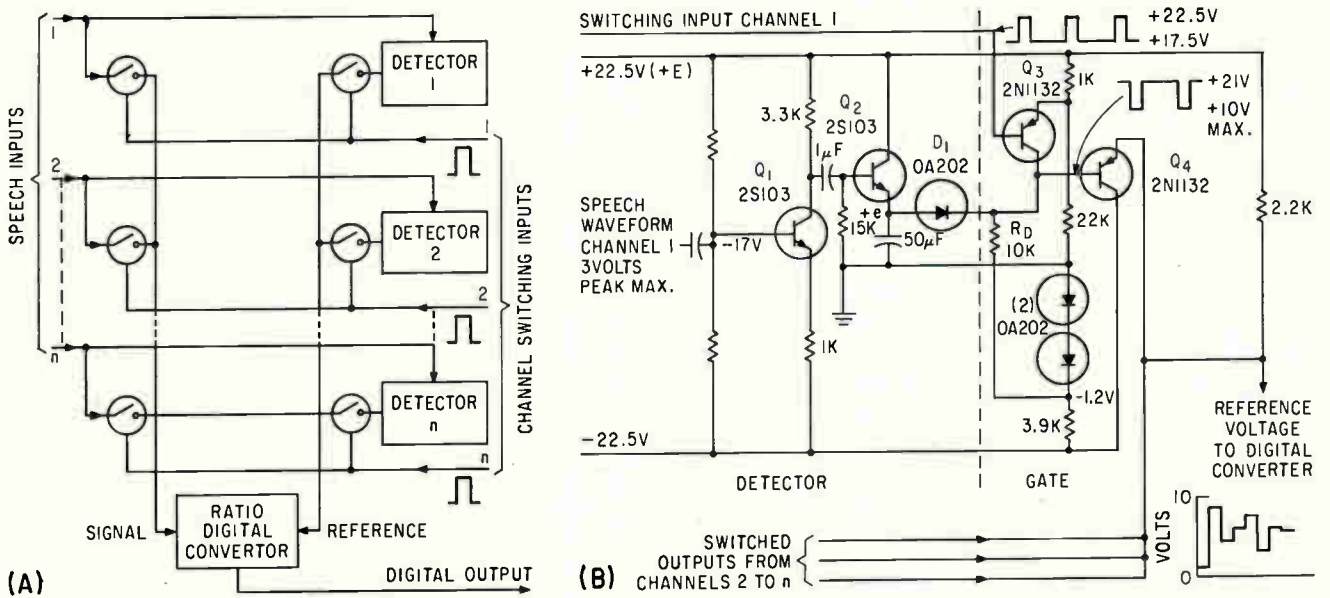 SPEECH INPUTS
1
2
n
DETECTOR
1
DETECTOR
2
DETECTOR
n
1
2
n
CHANNEL SWITCHING INPUTS
SIGNAL
RATIO
DIGITAL
CONVERTOR
REFERENCE
DIGITAL OUTPUT
(A)
SWITCHING INPUT CHANNEL 1
+22.5V
+17.5V
+22.5V (+E)
Q3
2N1132
1K
+21V
+10V
MAX.
3.3K
Q2
2S103
1μF
D1
OA202
Q4
2N1132
Q1
2S103
SPEECH
WAVEFORM
CHANNEL 1
3VOLTS
PEAK MAX.
-17V
15K
+e
50μF
RD
10K
22K
2.2K
(2)
OA202
1K
-1.2V
3.9K
-22.5V
REFERENCE
VOLTAGE
TO DIGITAL
CONVERTER
DETECTOR
GATE
10
VOLTS
0
SWITCHED
OUTPUTS FROM
CHANNELS 2 TO n
(B)